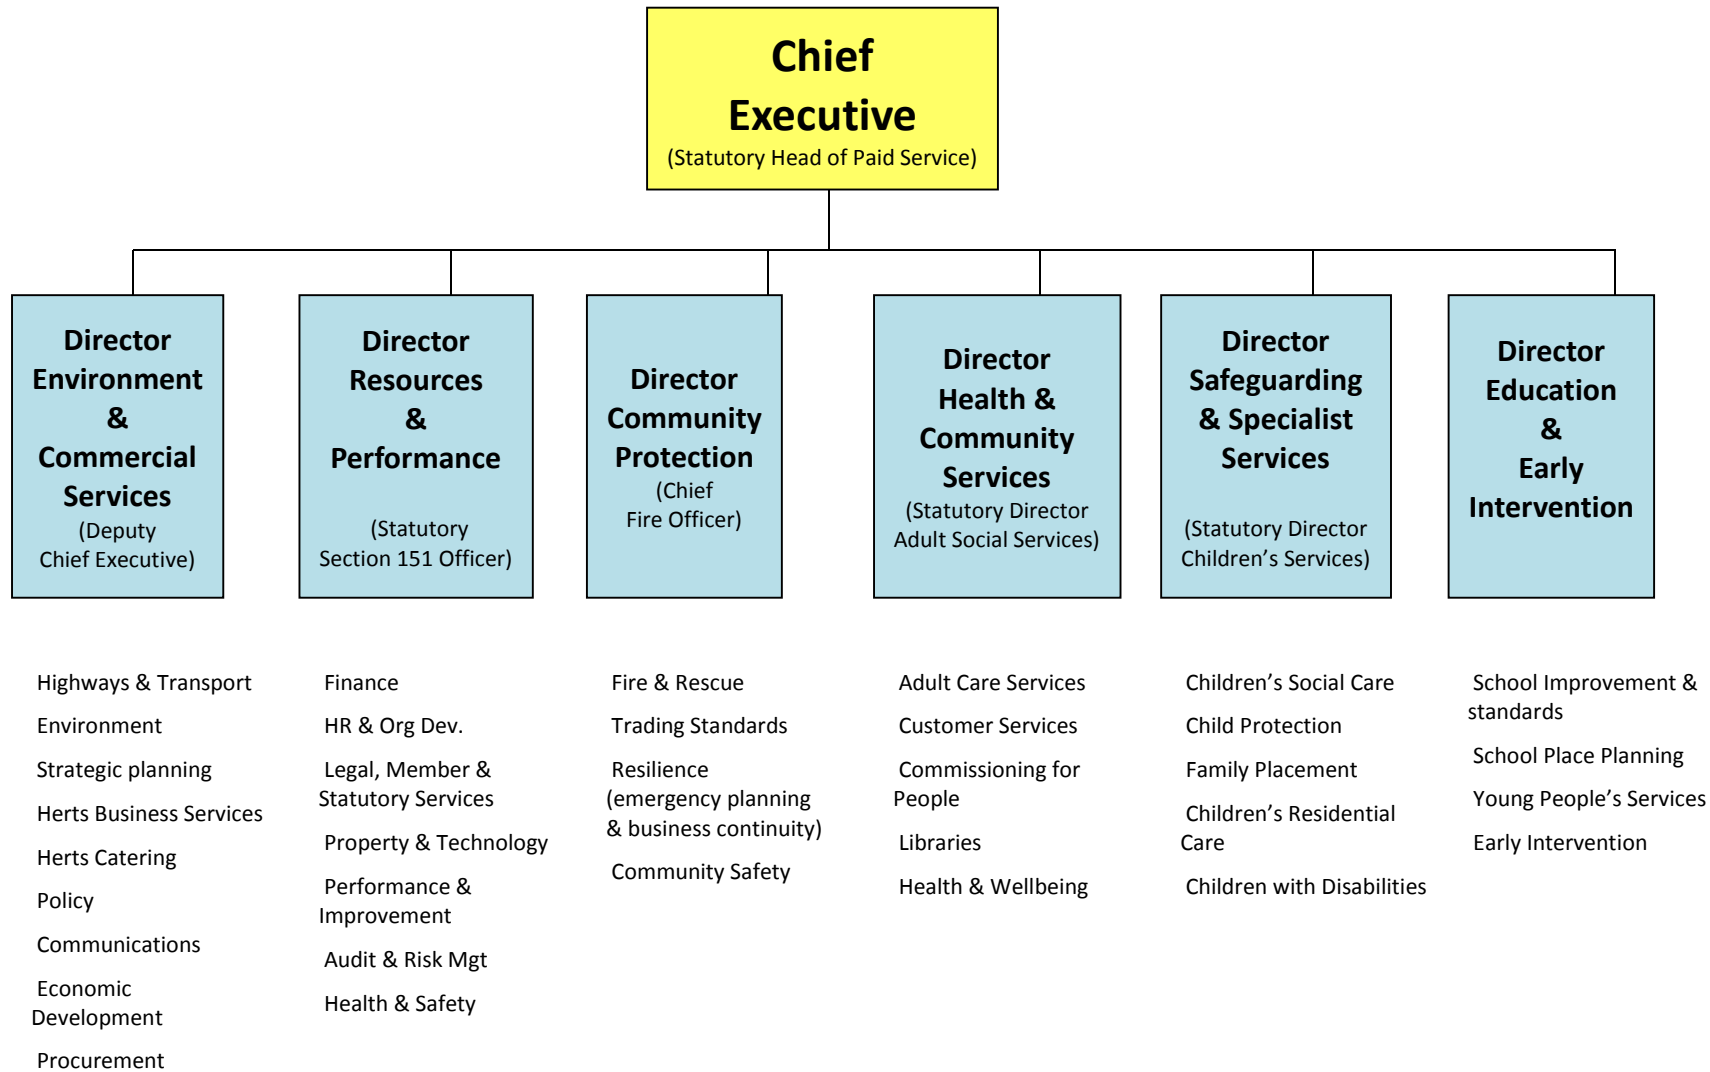 Chief
Executive
(Statutory Head of Paid Service)
Director
Environment
&
Commercial
Services
(Deputy
Chief Executive)
Director
Resources
&
Performance
(Statutory
Section 151 Officer)
Director
Community
Protection
(Chief
Fire Officer)
Director
Health &
Community
Services
(Statutory Director
Adult Social Services)
Director
Safeguarding
& Specialist
Services
(Statutory Director
Children’s Services)
Director
Education
&
Early
Intervention
Highways & Transport
Environment
Strategic planning
Herts Business Services
Herts Catering
Policy
Communications
Economic
Development
Procurement
Finance
HR & Org Dev.
Legal, Member &
Statutory Services
Property & Technology
Performance &
Improvement
Audit & Risk Mgt
Health & Safety
Fire & Rescue
Trading Standards
Resilience
(emergency planning
& business continuity)
Community Safety
Adult Care Services
Customer Services
Commissioning for
People
Libraries
Health & Wellbeing
Children’s Social Care
Child Protection
Family Placement
Children’s Residential
Care
Children with Disabilities
School Improvement &
standards
School Place Planning
Young People’s Services
Early Intervention